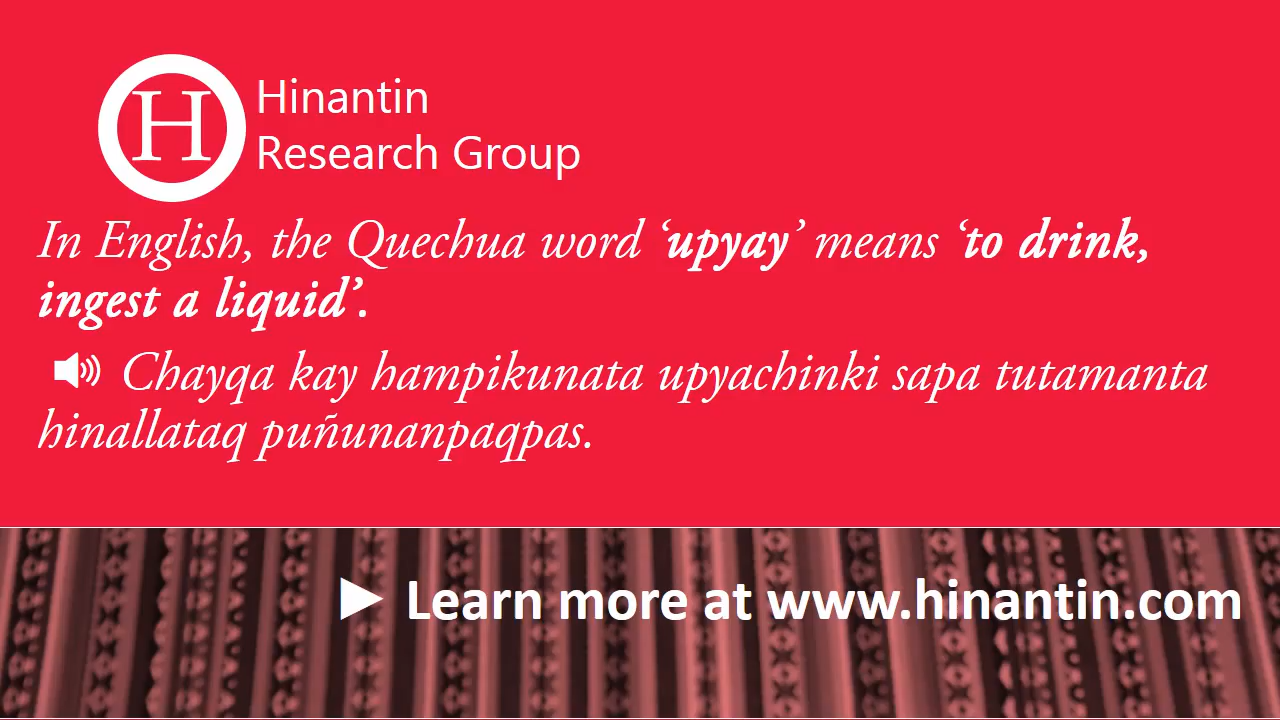 H
Hinantin
Research Group
In English, the Quechua word ‘upyay’ means ‘to drink,
ingest a liquid’.
Chayqa kay hampikunata upyachinki sapa tutamanta
hinallataq puñunanpaqpas.
Learn more at www.hinantin.com